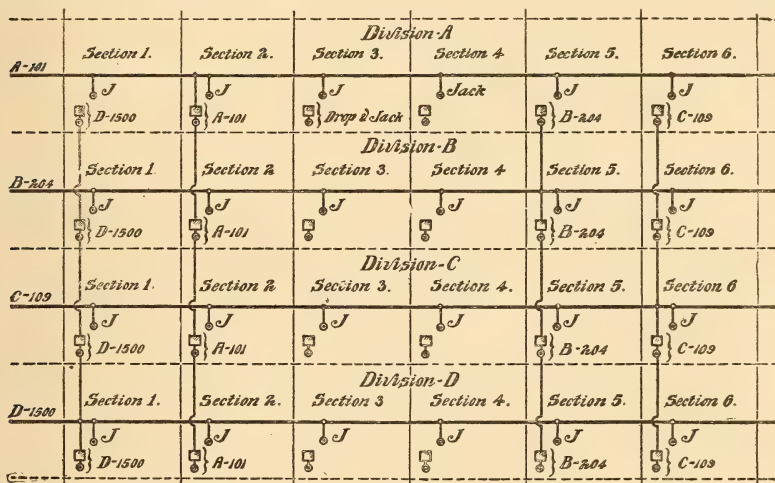 Division-A
Section 1. Section 2. Section 3. Section 4 Section 5. Section 6.
A-101
J J J Jack J J
D-1500 A-101 Drop & Jack B-204 C-109
Division-B
Section 1. Section 2 Section 3. Section 4 Section 5. Section 6.
B-204
J J J J J J
D-1500 A-101 B-204 C-109
Division-C
Section 1. Section 2 Section 3. Section 4. Section 5. Section 6
C-109
J J J J J J
D-1500 A-101 B-204 C-109
Division-D
Section 1. Section 2. Section 3 Section 4. Section 5. Section 6.
D-1500
J J J J J J
D-1500 A-101 B-204 C-109